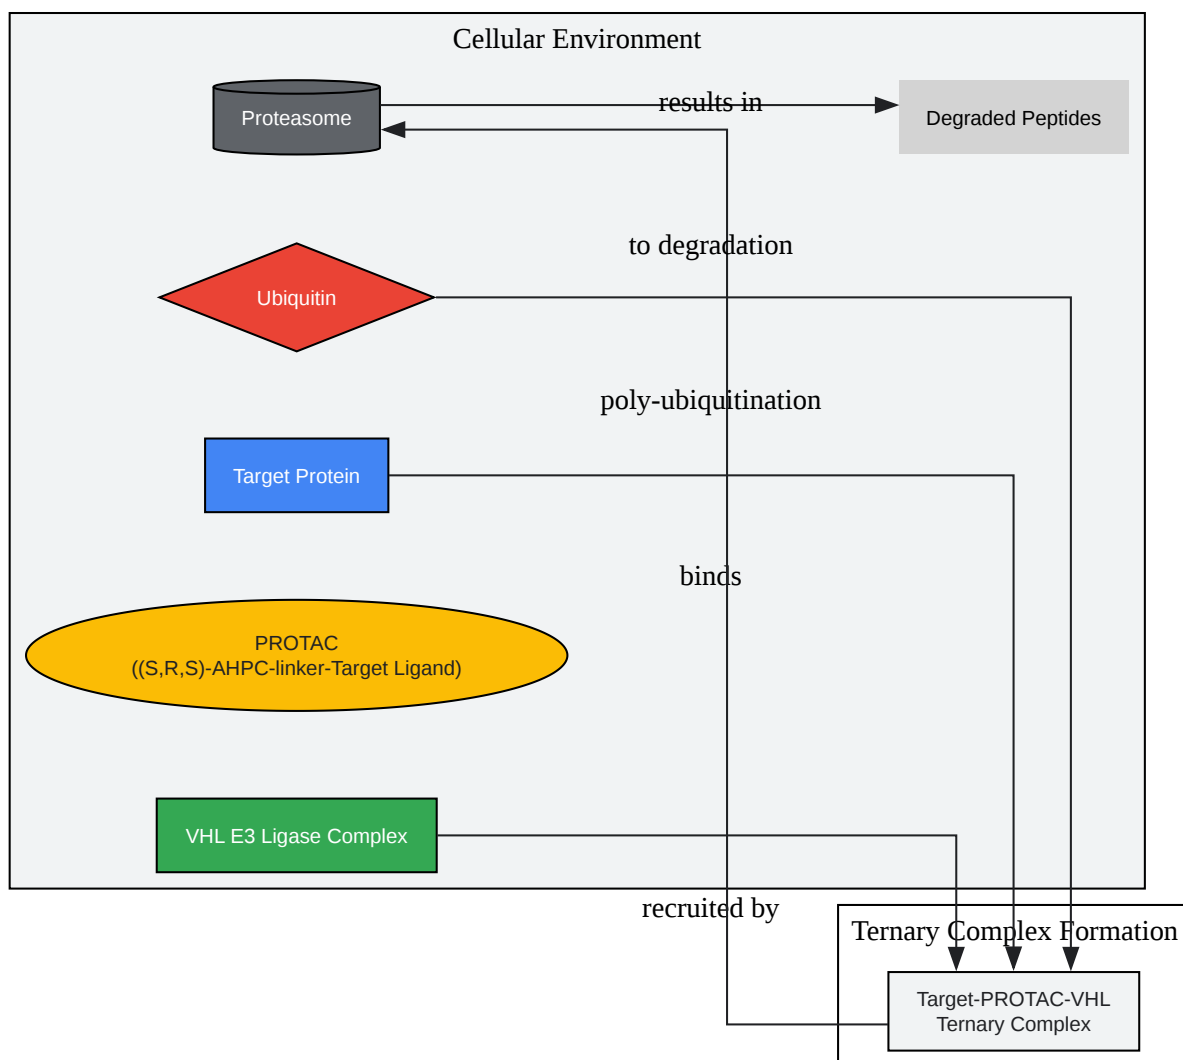 Cellular Environment
Proteasome
results in
Degraded Peptides
to degradation
Ubiquitin
poly-ubiquitination
Target Protein
binds
PROTAC
((S,R,S)-AHPC-linker-Target Ligand)
VHL E3 Ligase Complex
recruited by
Ternary Complex Formation
Target-PROTAC-VHL
Ternary Complex